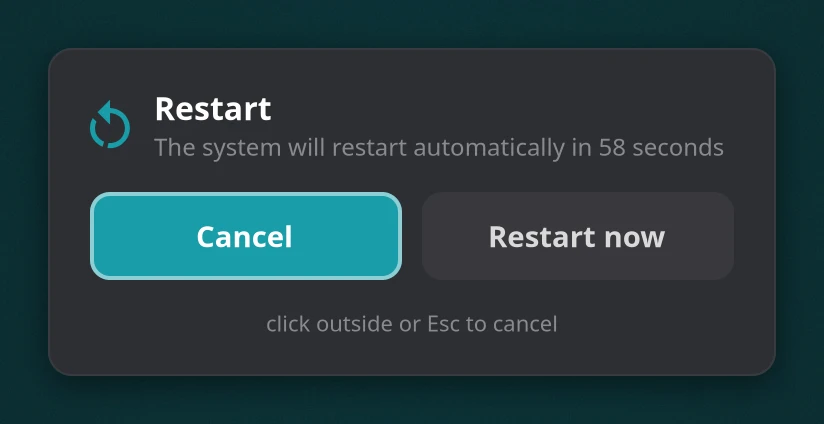 Restart
The system will restart automatically in 58 seconds
Cancel
Restart now
click outside or Esc to cancel